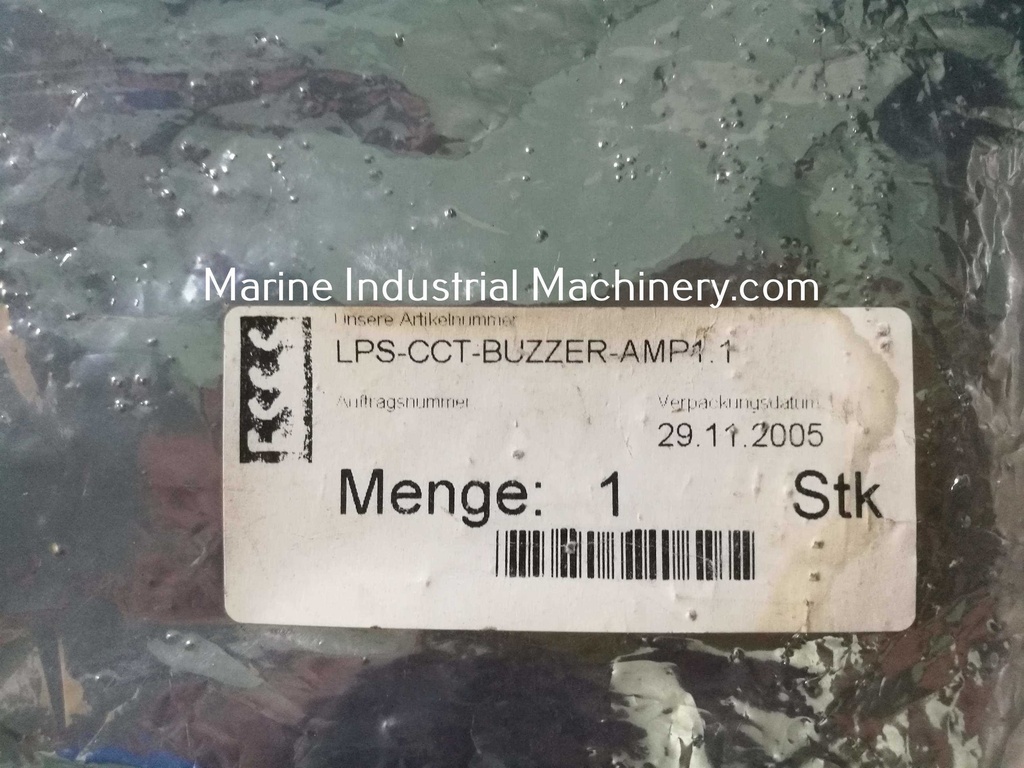 Marine Industrial Machinery.com
Unsere Artikelnummer
LPS-CCT-BUZZER-AMP1.1
Auftragsnummer
Verpackungsdatum
29.11.2005
Menge: 1 Stk